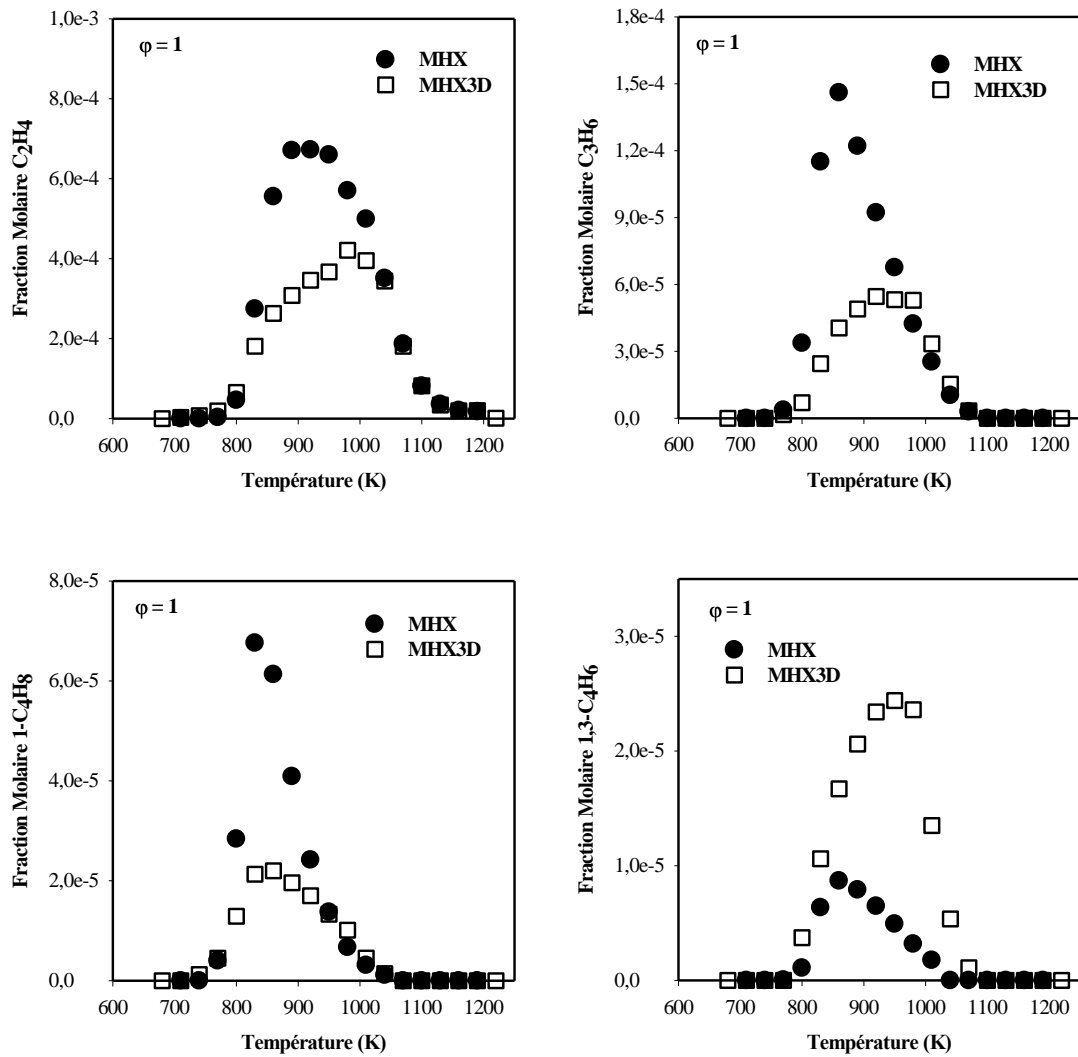 1,0e-3
8,0e-4
6,0e-4
4,0e-4
2,0e-4
0,0
Fraction Molaire C2H4
φ = 1
MHX
MHX3D
600 700 800 900 1000 1100 1200
Température (K)
1,8e-4
1,5e-4
1,2e-4
9,0e-5
6,0e-5
3,0e-5
0,0
Fraction Molaire C3H6
φ = 1
MHX
MHX3D
600 700 800 900 1000 1100 1200
Température (K)
8,0e-5
6,0e-5
4,0e-5
2,0e-5
0,0
Fraction Molaire 1-C4H8
φ = 1
MHX
MHX3D
600 700 800 900 1000 1100 1200
Température (K)
3,0e-5
2,0e-5
1,0e-5
0,0
Fraction Molaire 1,3-C4H6
φ = 1
MHX
MHX3D
600 700 800 900 1000 1100 1200
Température (K)